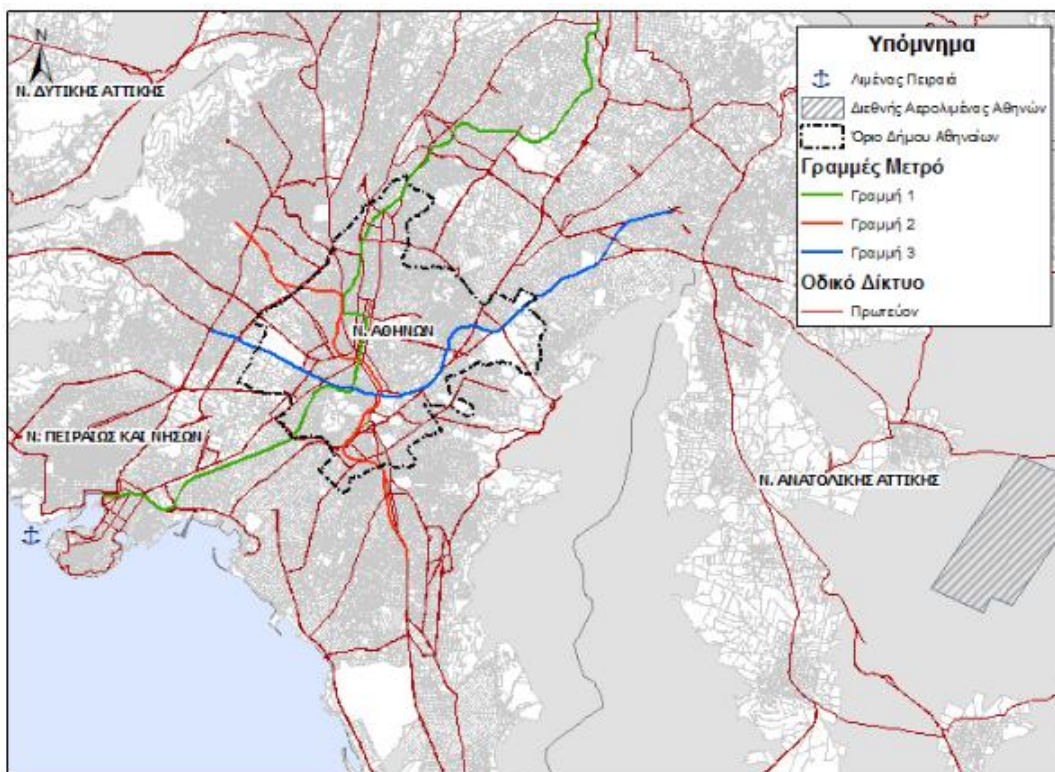 N
Ν. ΔΥΤΙΚΗΣ ΑΤΤΙΚΗΣ
Υπόμνημα
Λιμένας Πειραιά
Διεθνής Αερολιμένας Αθηνών
Όριο Δήμου Αθηναίων
Γραμμές Μετρό
Γραμμή 1
Γραμμή 2
Γραμμή 3
Οδικό Δίκτυο
Πρωτεύον
Ν. ΑΘΗΝΩΝ
Ν. ΠΕΙΡΑΙΩΣ ΚΑΙ ΝΗΣΩΝ
Ν. ΑΝΑΤΟΛΙΚΗΣ ΑΤΤΙΚΗΣ